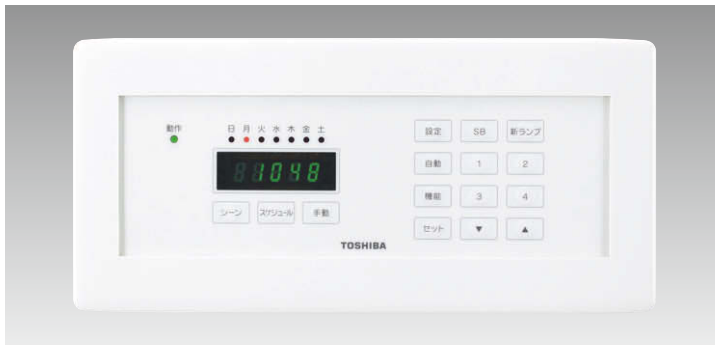 動作
日 月 火 水 木 金 土
1048
シーン スケジュール 手動
TOSHIBA
設定 SB 新ランプ
自動 1 2
機能 3 4
セット ▼ ▲